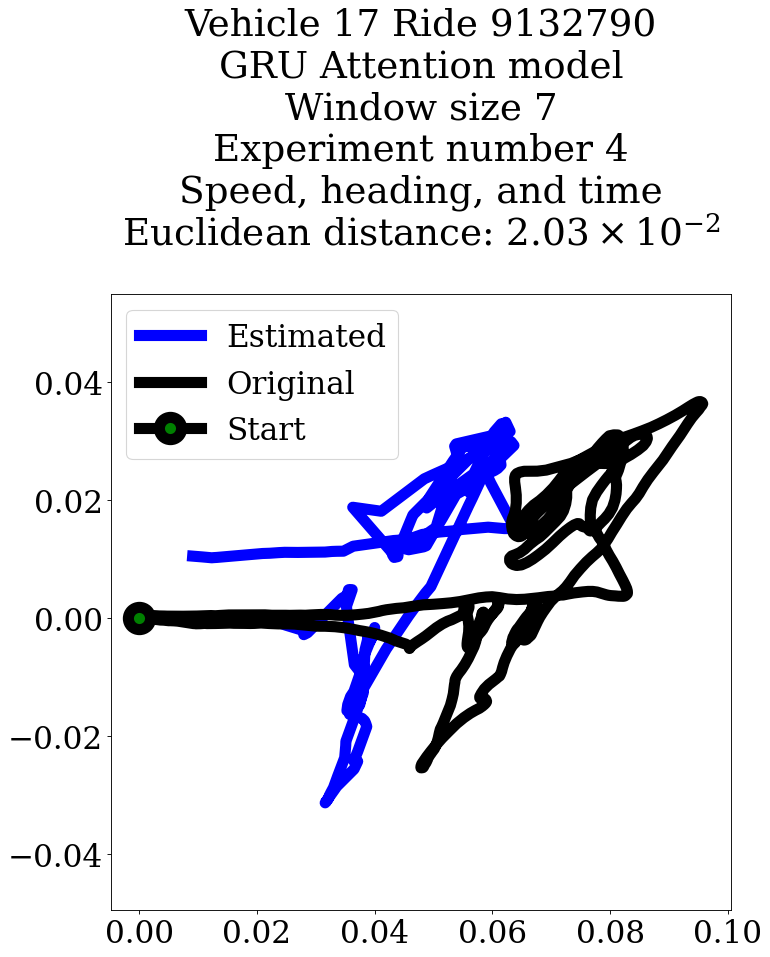 Vehicle 17 Ride 9132790
GRU Attention model
Window size 7
Experiment number 4
Speed, heading, and time
Euclidean distance: 2.03 × 10⁻²
Estimated
Original
Start
0.04
0.02
0.00
−0.02
−0.04
0.00 0.02 0.04 0.06 0.08 0.10